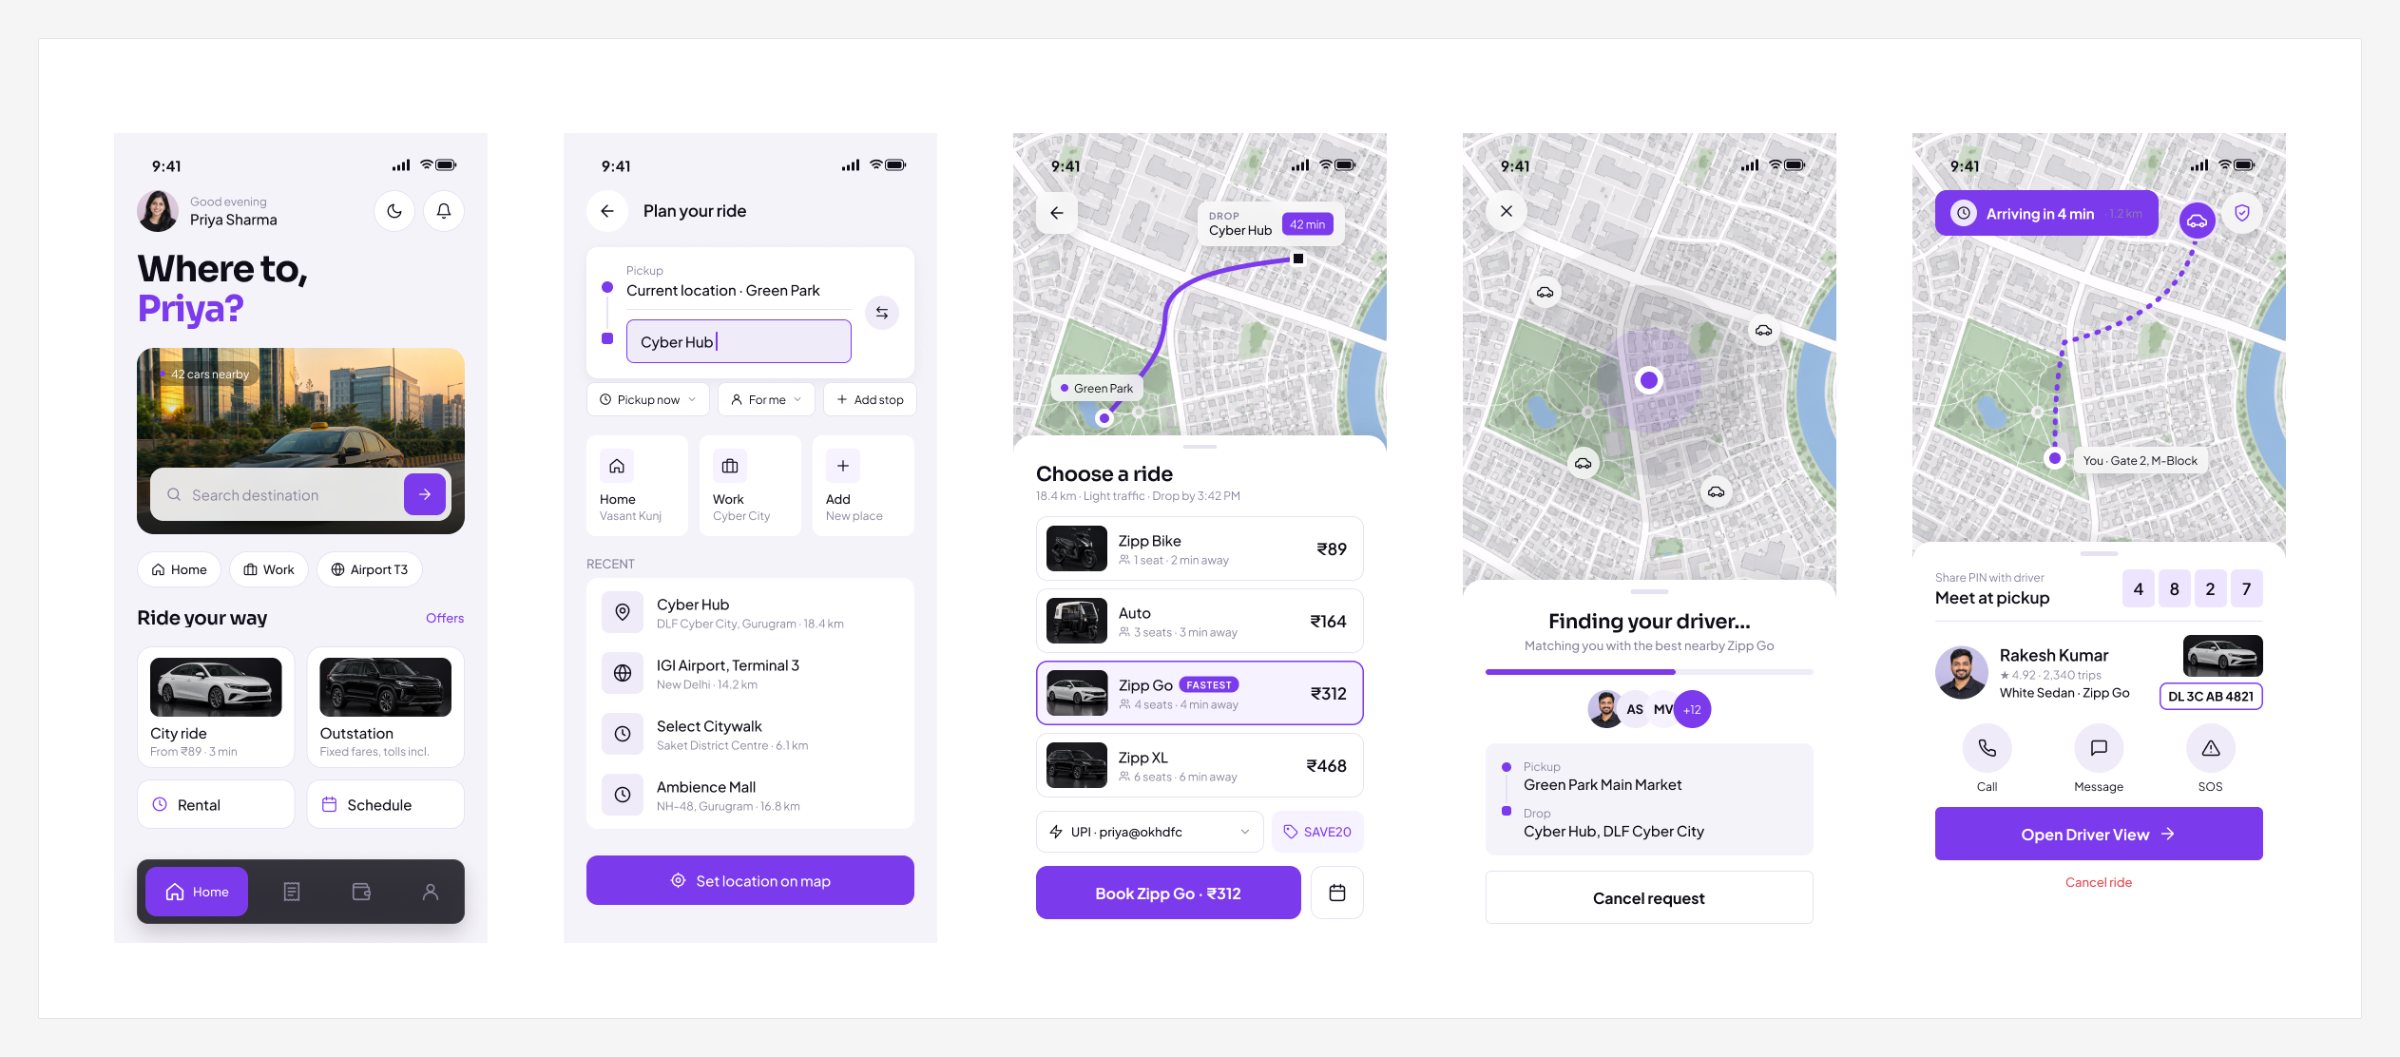 9:41
Good evening
Priya Sharma
Where to,
Priya?
42 cars nearby
Search destination
Home
Work
Airport T3
Ride your way
Offers
City ride
From ₹89 · 3 min
Outstation
Fixed fares, tolls incl.
Rental
Schedule
Home
9:41
Plan your ride
Pickup
Current location · Green Park
Cyber Hub
Pickup now
For me
Add stop
Home
Vasant Kunj
Work
Cyber City
Add
New place
RECENT
Cyber Hub
DLF Cyber City, Gurugram · 18.4 km
IGI Airport, Terminal 3
New Delhi · 14.2 km
Select Citywalk
Saket District Centre · 6.1 km
Ambience Mall
NH-48, Gurugram · 16.8 km
Set location on map
9:41
DROP
Cyber Hub
42 min
Green Park
Choose a ride
18.4 km · Light traffic · Drop by 3:42 PM
Zipp Bike
1 seat · 2 min away
₹89
Auto
3 seats · 3 min away
₹164
Zipp Go
FASTEST
4 seats · 4 min away
₹312
Zipp XL
6 seats · 6 min away
₹468
UPI · priya@okhdfc
SAVE20
Book Zipp Go · ₹312
9:41
Finding your driver...
Matching you with the best nearby Zipp Go
AS
MV
+12
Pickup
Green Park Main Market
Drop
Cyber Hub, DLF Cyber City
Cancel request
9:41
Arriving in 4 min
· 1.2 km
You · Gate 2, M-Block
Share PIN with driver
Meet at pickup
4 8 2 7
Rakesh Kumar
★ 4.92 · 2,340 trips
White Sedan · Zipp Go
DL 3C AB 4821
Call
Message
SOS
Open Driver View
Cancel ride